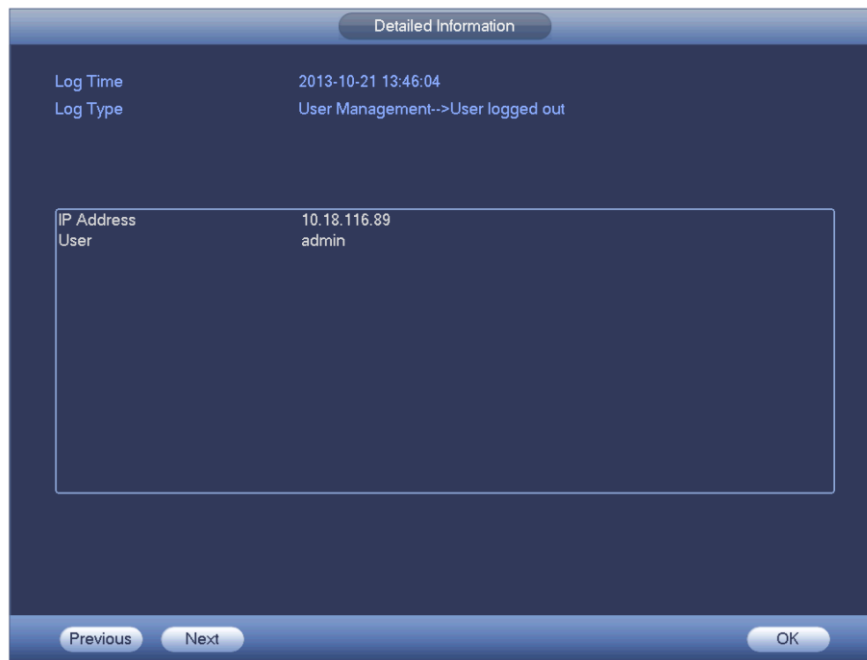 Detailed Information
Log Time 2013-10-21 13:46:04
Log Type User Management-->User logged out
IP Address 10.18.116.89
User admin
Previous Next OK